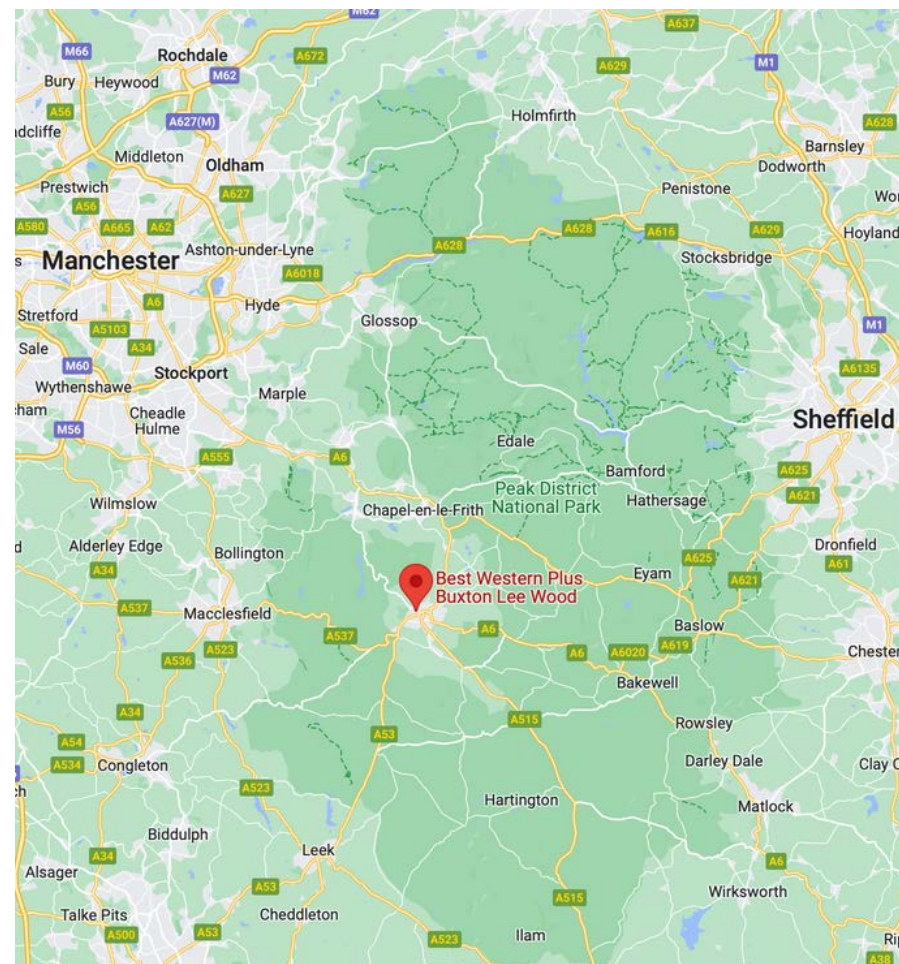 M62
A637
M66
Rochdale
A672
Bury
Heywood
M62
A629
M1
A56
A627(M)
Holmfirth
A628
dcliffe
Barnsley
Middleton
Oldham
Dodworth
Prestwich
A627
Penistone
Wo
A56
A580
A665
A62
A628
A628
A616
A629
Hoyland
Ashton-under-Lyne
Manchester
A6018
Stocksbridge
A6
Hyde
Stretford
Glossop
A5103
M1
Sale
A34
M60
Stockport
A6135
Wythenshawe
Marple
Cheadle
Hulme
Sheffield
M56
A555
A6
Edale
Bamford
A625
Wilmslow
Peak District
National Park
Hathersage
A621
Chapel-en-le-Frith
Alderley Edge
Bollington
Dronfield
A34
A625
A61
Eyam
A621
Best Western Plus
Buxton Lee Wood
A537
Macclesfield
A537
A6
Baslow
A523
A6
A6020
A619
Chester
A536
Bakewell
A34
A515
Rowsley
A53
A54
Congleton
Darley Dale
Clay C
A534
A523
Hartington
Matlock
Biddulph
Leek
A34
A6
Alsager
A53
Wirksworth
A515
Talke Pits
Cheddleton
A500
A53
A523
Ilam
Rip
A38